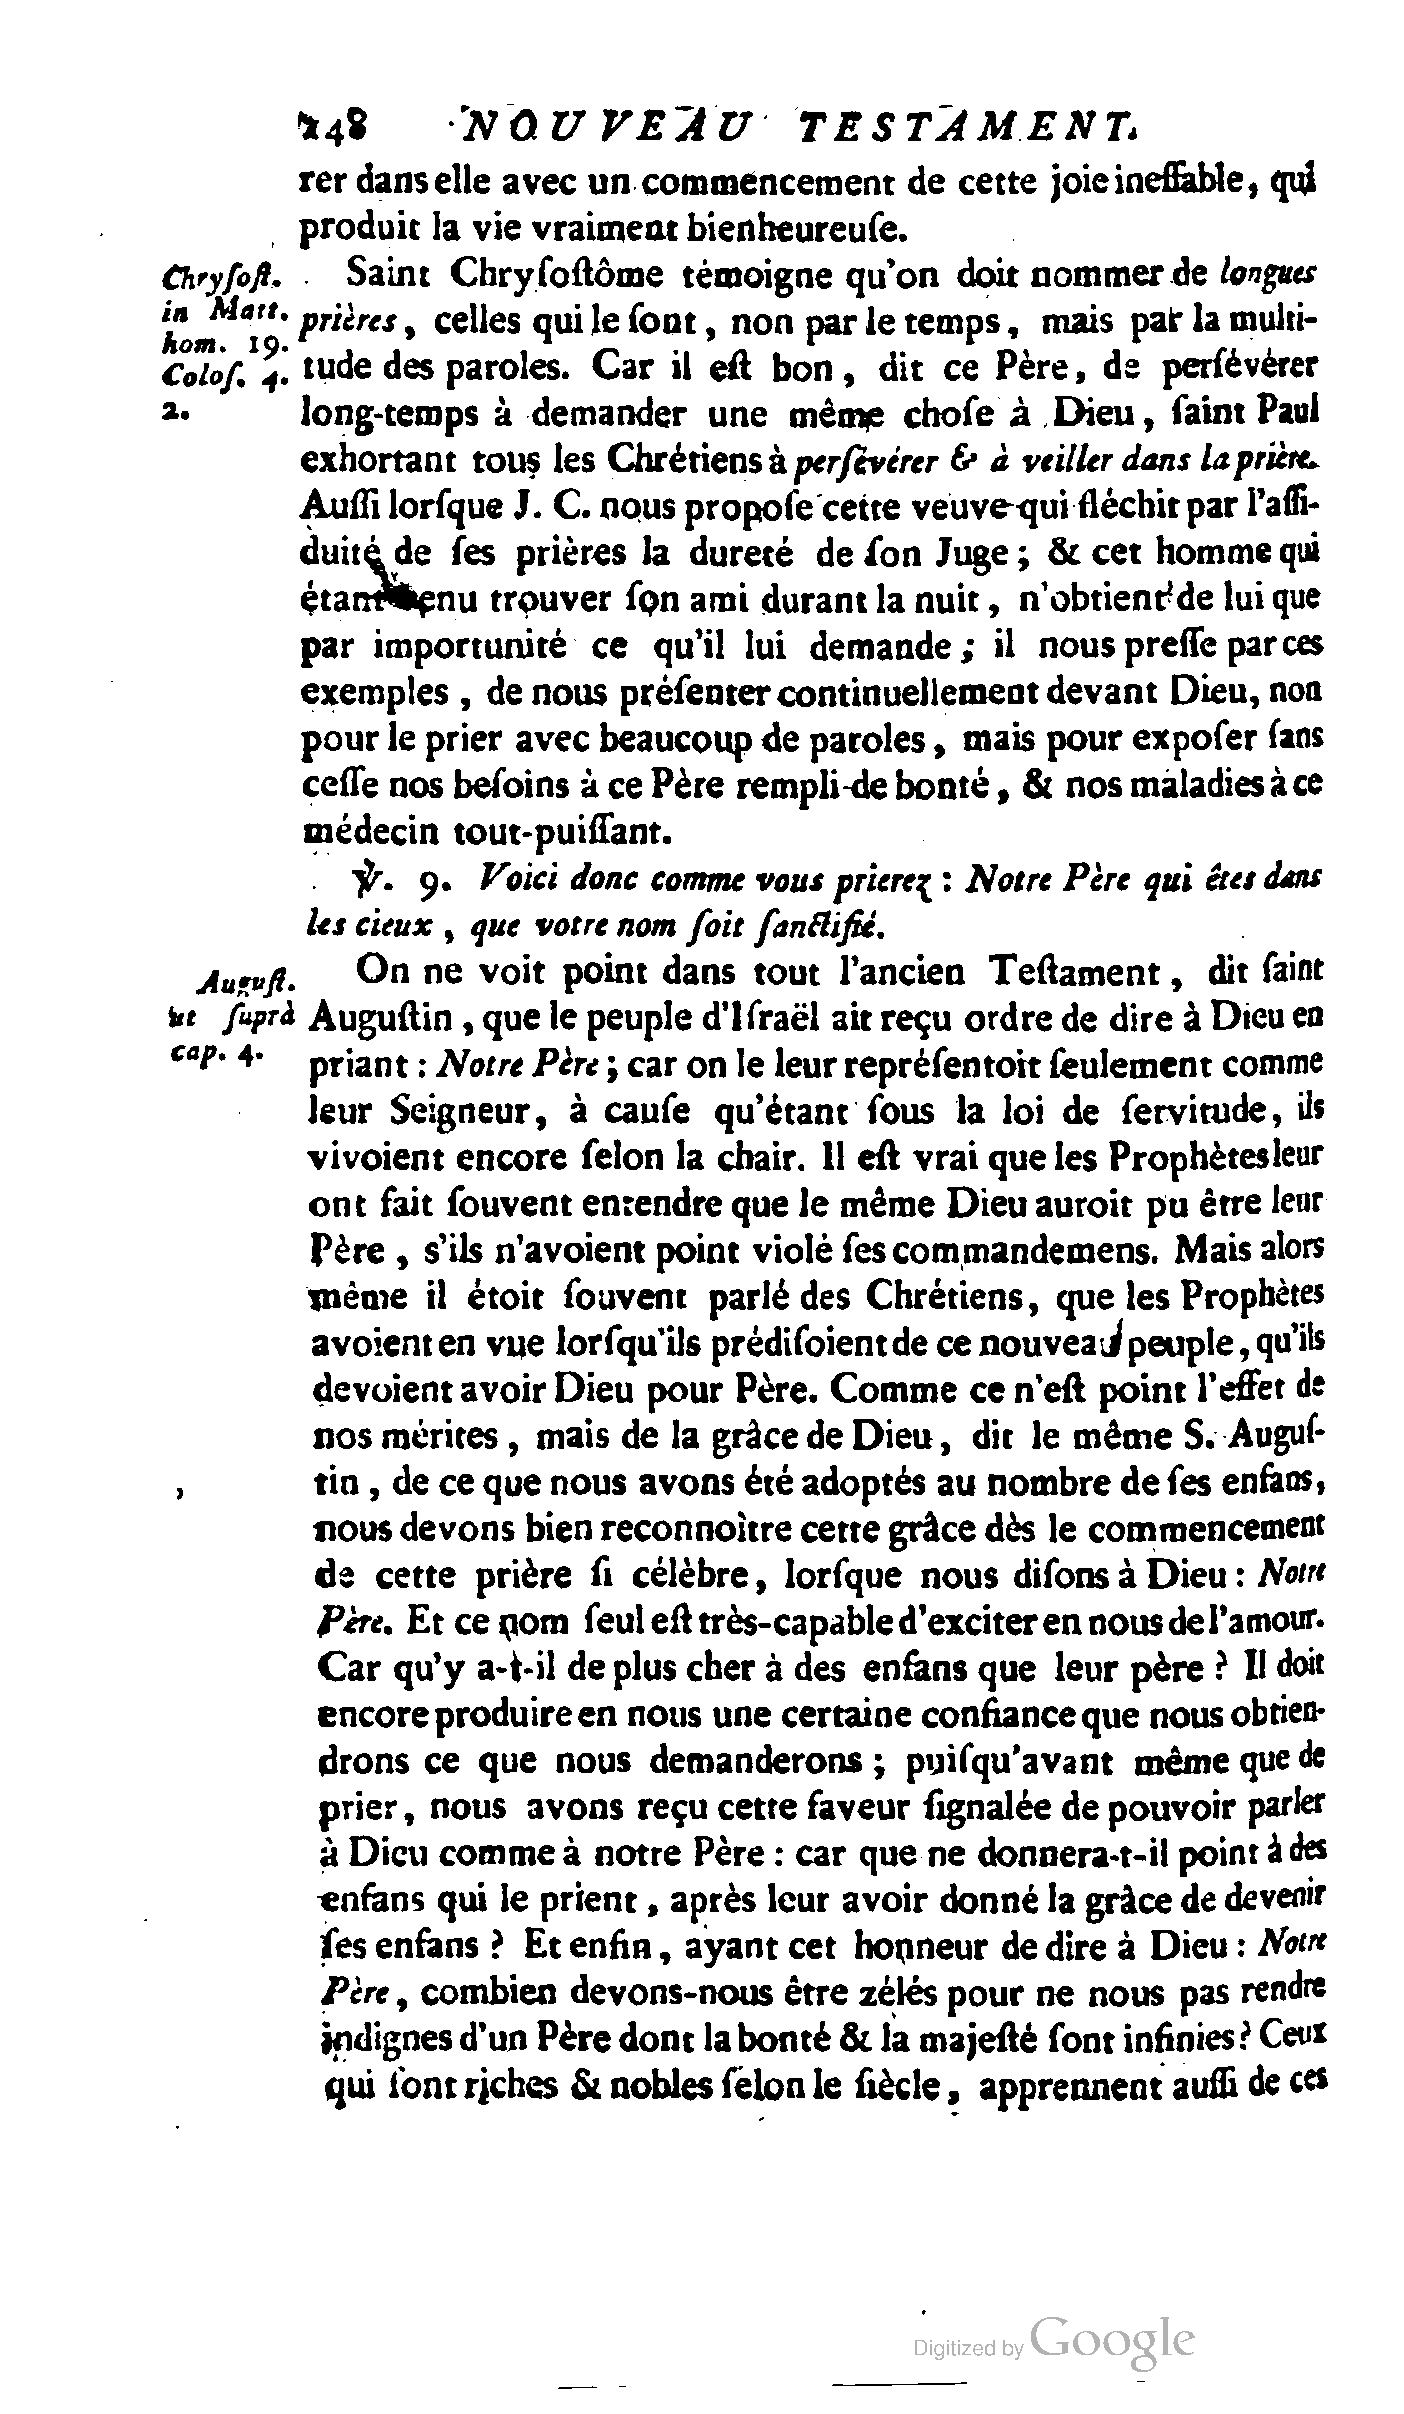 248 NOUVEAU TESTAMENT.
rer dans elle avec un commencement de cette joie ineffable, qui
produit la vie vraiment bienheureuſe.
Chryſoſt.
in Matt.
hom. 19.
Coloſ. 4.
2.
Saint Chryſoſtôme témoigne qu'on doit nommer de longues
prières, celles qui le ſont, non par le temps, mais par la multi-
tude des paroles. Car il eſt bon, dit ce Père, de perſévérer
long-temps à demander une même choſe à Dieu, ſaint Paul
exhortant tous les Chrétiens à perſévérer & à veiller dans la prière.
Auſſi lorſque J. C. nous propoſe cette veuve qui fléchit par l'aſſi-
duité de ſes prières la dureté de ſon Juge; & cet homme qui
étant venu trouver ſon ami durant la nuit, n'obtient de lui que
par importunité ce qu'il lui demande; il nous preſſe par ces
exemples, de nous préſenter continuellement devant Dieu, non
pour le prier avec beaucoup de paroles, mais pour expoſer ſans
ceſſe nos beſoins à ce Père rempli de bonté, & nos maladies à ce
médecin tout-puiſſant.
℣. 9. Voici donc comme vous prierez: Notre Père qui êtes dans
les cieux, que votre nom ſoit ſanctifié.
Auguſt.
ut ſuprà
cap. 4.
On ne voit point dans tout l'ancien Teſtament, dit ſaint
Auguſtin, que le peuple d'Iſraël ait reçu ordre de dire à Dieu en
priant: Notre Père; car on le leur repréſentoit ſeulement comme
leur Seigneur, à cauſe qu'étant ſous la loi de ſervitude, ils
vivoient encore ſelon la chair. Il eſt vrai que les Prophètes leur
ont fait ſouvent entendre que le même Dieu auroit pu être leur
Père, s'ils n'avoient point violé ſes commandemens. Mais alors
même il étoit ſouvent parlé des Chrétiens, que les Prophètes
avoient en vue lorſqu'ils prédiſoient de ce nouveau peuple, qu'ils
devoient avoir Dieu pour Père. Comme ce n'eſt point l'effet de
nos mérites, mais de la grâce de Dieu, dit le même S. Auguſ-
tin, de ce que nous avons été adoptés au nombre de ſes enfans,
nous devons bien reconnoître cette grâce dès le commencement
de cette prière ſi célèbre, lorſque nous diſons à Dieu: Notre
Père. Et ce nom ſeul eſt très-capable d'exciter en nous de l'amour.
Car qu'y a-t-il de plus cher à des enfans que leur père? Il doit
encore produire en nous une certaine confiance que nous obtien-
drons ce que nous demanderons; puiſqu'avant même que de
prier, nous avons reçu cette faveur ſignalée de pouvoir parler
à Dieu comme à notre Père: car que ne donnera-t-il point à des
enfans qui le prient, après leur avoir donné la grâce de devenir
ſes enfans? Et enfin, ayant cet honneur de dire à Dieu: Notre
Père, combien devons-nous être zélés pour ne nous pas rendre
indignes d'un Père dont la bonté & la majeſté ſont infinies? Ceux
qui ſont riches & nobles ſelon le ſiècle, apprennent auſſi de ces
Digitized by Google